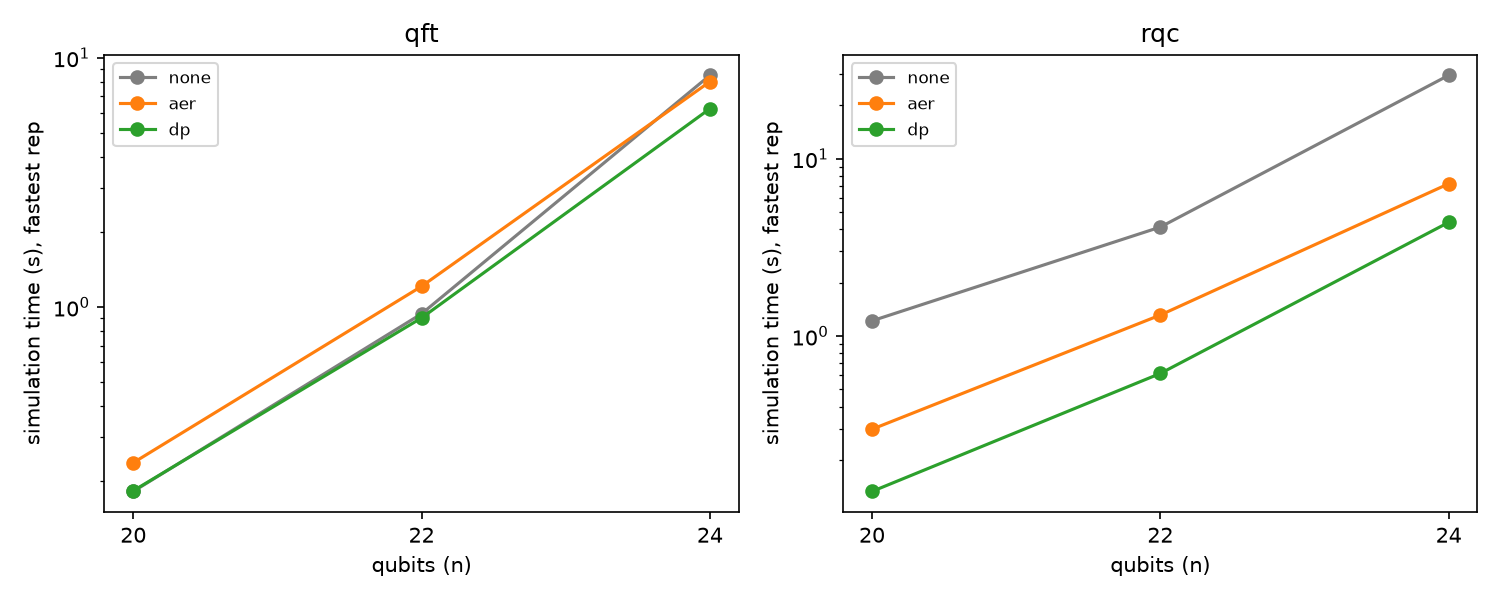 qft
simulation time (s), fastest rep
10¹
10⁰
none
aer
dp
20 22 24
qubits (n)
rqc
simulation time (s), fastest rep
10¹
10⁰
none
aer
dp
20 22 24
qubits (n)